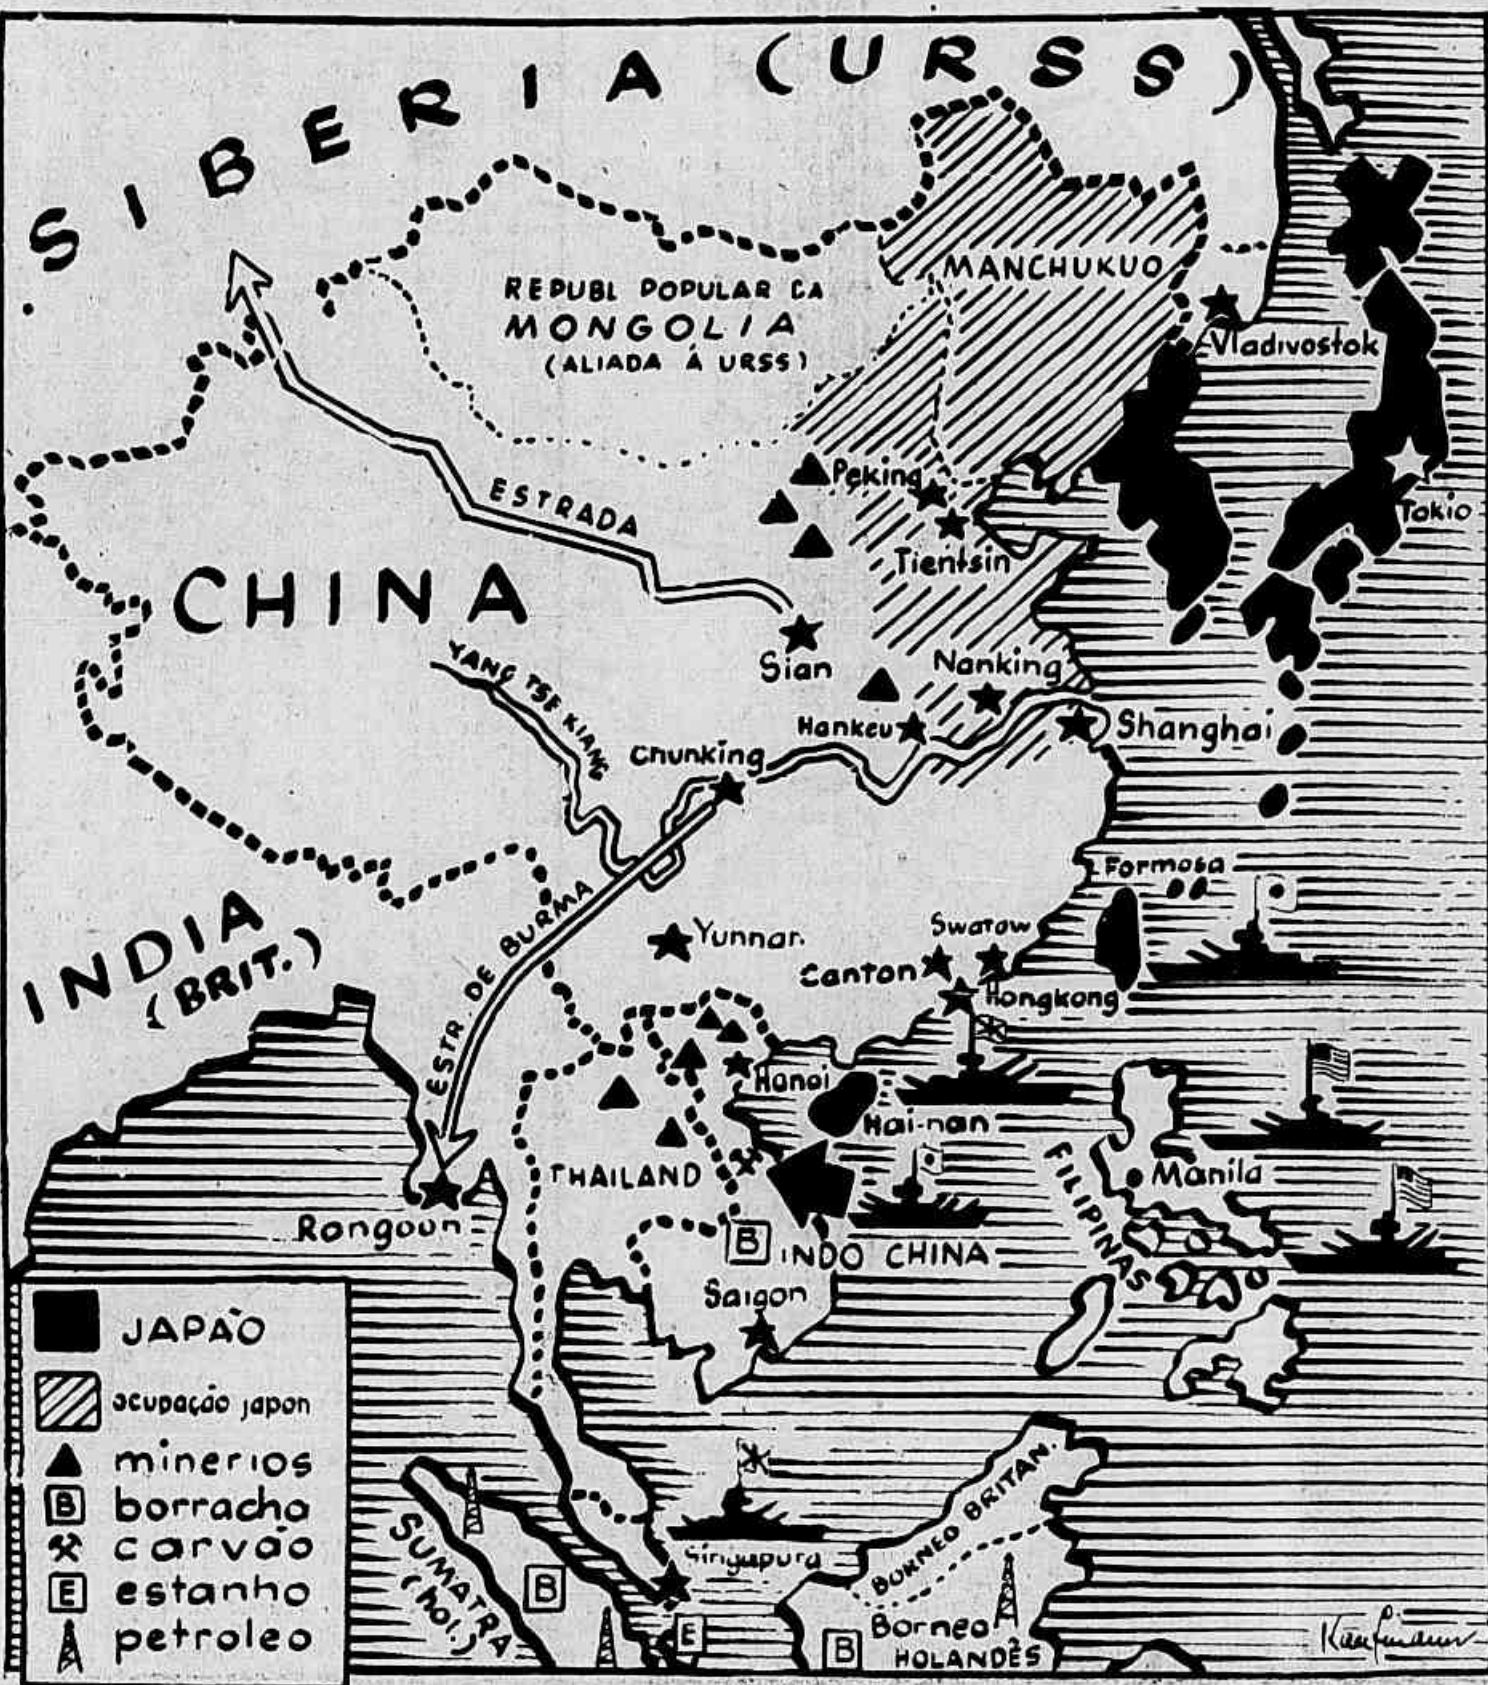 SIBERIA (URSS)
REPUBL POPULAR DA
MONGOLIA
(ALIADA Á URSS)
MANCHUKUO
Vladivostok
Peking
Tokio
ESTRADA
Tientsin
CHINA
YANG TSE KIANG
Sian
Nanking
Hankeu
Shanghai
Chunking
Formosa
INDIA
(BRIT.)
ESTR. DE BURMA
Yunnan
Swatow
Canton
Hongkong
Hanoi
Hai-nan
THAILAND
FILIPINAS
Manila
Rangoun
B
INDO CHINA
Saigon
JAPÃO
ocupação japon
minerios
B borracha
carvão
E estanho
petroleo
SUMATRA
(hol.)
B
Singapura
E
BORNEO BRITAN.
B
Borneo
HOLANDÊS
Kaufmann